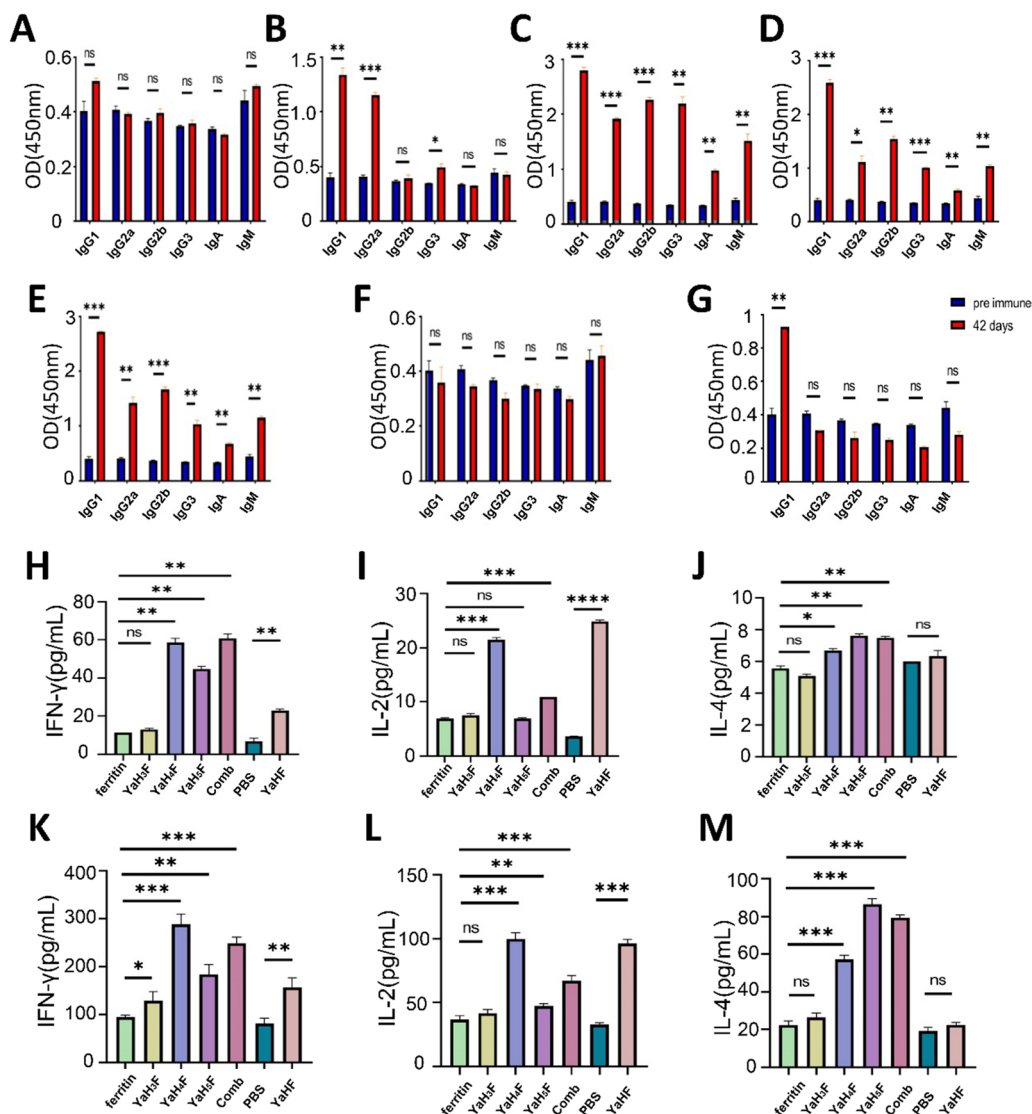 A
B
C
D
ns
ns
ns
ns
ns
ns
OD(450nm)
0.6
0.4
0.2
0
IgG1
IgG2a
IgG2b
IgG3
IgA
IgM
**
***
ns
*
ns
ns
OD(450nm)
1.5
1.0
0.5
0
IgG1
IgG2a
IgG2b
IgG3
IgA
IgM
***
***
***
**
**
**
OD(450nm)
3
2
1
0
IgG1
IgG2a
IgG2b
IgG3
IgA
IgM
***
*
**
***
**
**
OD(450nm)
3
2
1
0
IgG1
IgG2a
IgG2b
IgG3
IgA
IgM
E
F
G
***
**
***
**
**
**
OD(450nm)
3
2
1
0
IgG1
IgG2a
IgG2b
IgG3
IgA
IgM
ns
ns
ns
ns
ns
ns
OD(450nm)
0.6
0.4
0.2
0
IgG1
IgG2a
IgG2b
IgG3
IgA
IgM
**
ns
ns
ns
ns
ns
OD(450nm)
1
0.8
0.6
0.4
0.2
0
IgG1
IgG2a
IgG2b
IgG3
IgA
IgM
pre immune
42 days
H
I
J
**
**
**
ns
**
IFN-γ(pg/mL)
80
60
40
20
0
ferritin
YaH₃F
YaH₄F
YaH₅F
Comb
PBS
YaHF
***
ns
***
ns
****
IL-2(pg/mL)
30
20
10
0
ferritin
YaH₃F
YaH₄F
YaH₅F
Comb
PBS
YaHF
**
**
*
ns
ns
IL-4(pg/mL)
10
8
6
4
2
0
ferritin
YaH₃F
YaH₄F
YaH₅F
Comb
PBS
YaHF
K
L
M
***
**
***
*
**
IFN-γ(pg/mL)
400
300
200
100
0
ferritin
YaH₃F
YaH₄F
YaH₅F
Comb
PBS
YaHF
***
**
***
ns
***
IL-2(pg/mL)
150
100
50
0
ferritin
YaH₃F
YaH₄F
YaH₅F
Comb
PBS
YaHF
***
***
***
ns
ns
IL-4(pg/mL)
100
80
60
40
20
0
ferritin
YaH₃F
YaH₄F
YaH₅F
Comb
PBS
YaHF